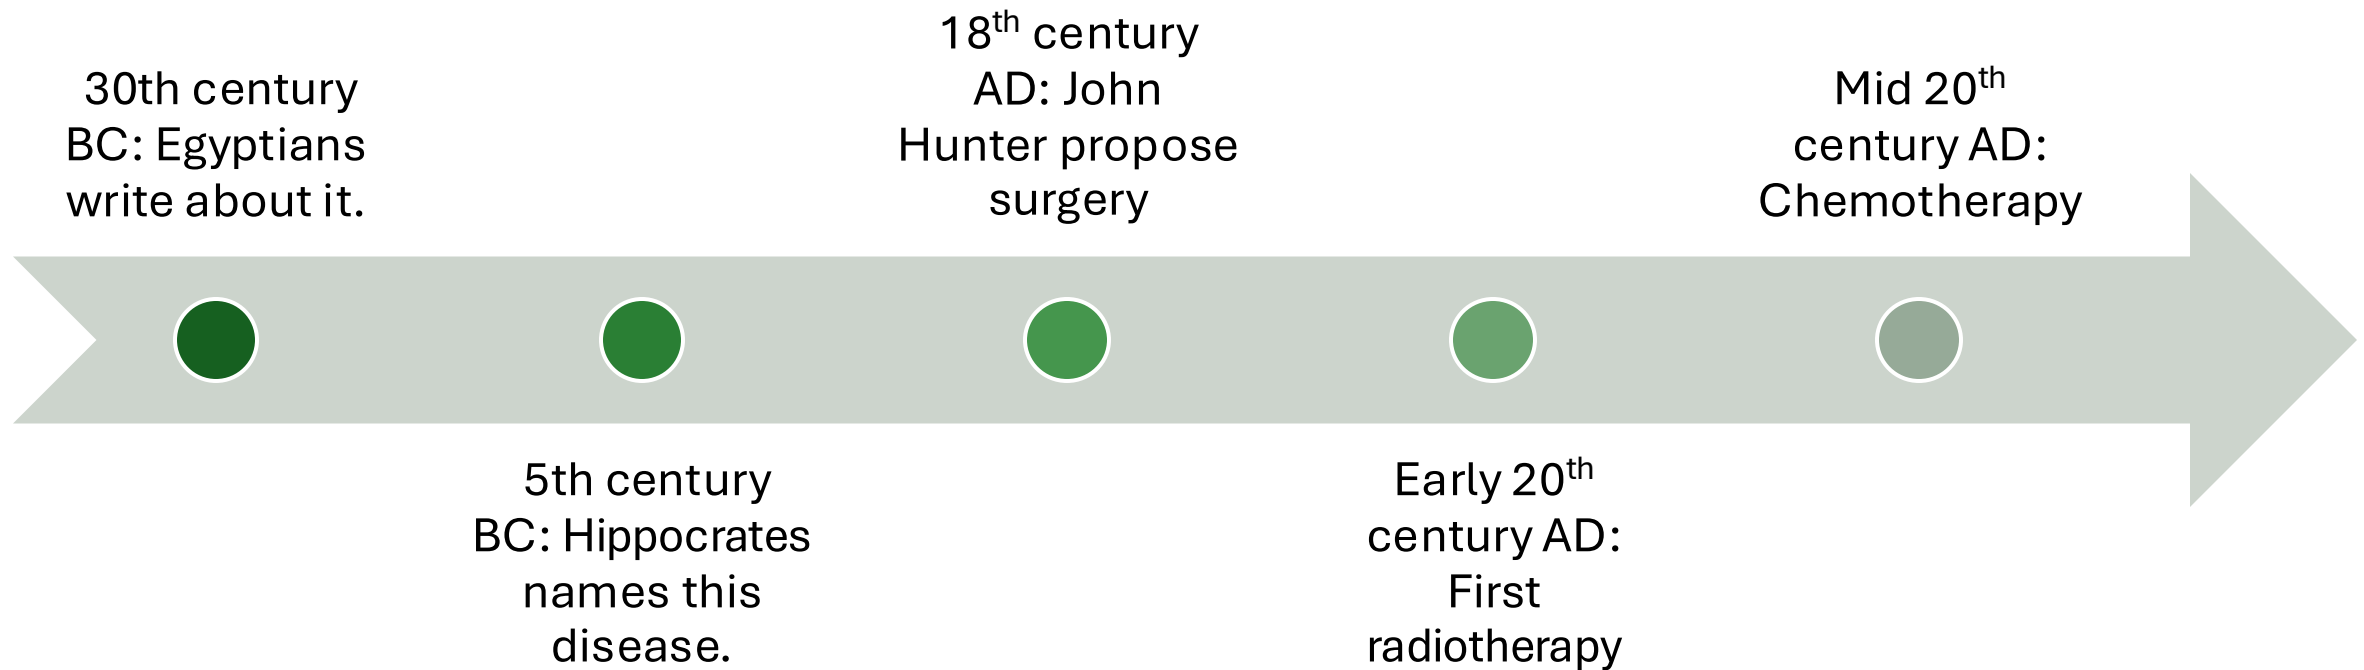 30th century
BC: Egyptians
write about it.
5th century
BC: Hippocrates
names this
disease.
18th century
AD: John
Hunter propose
surgery
Early 20th
century AD:
First
radiotherapy
Mid 20th
century AD:
Chemotherapy